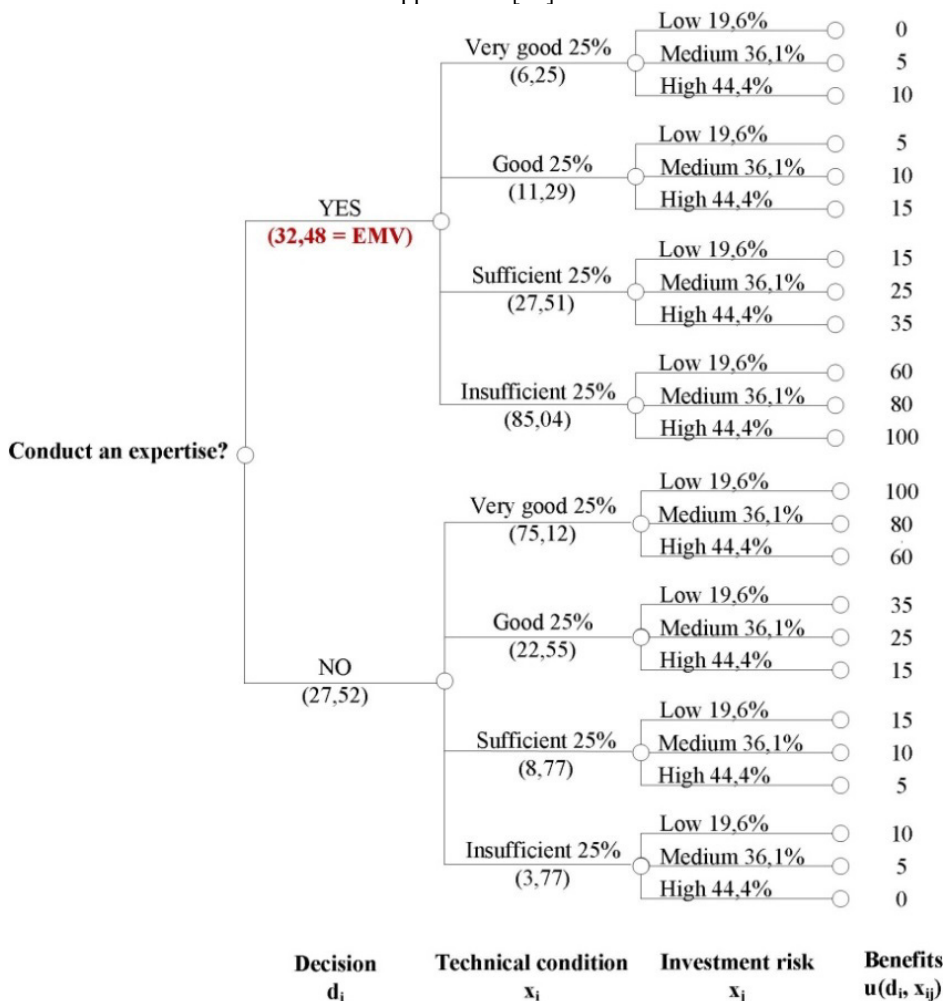 Low 19,6% 0
Very good 25% Medium 36,1% 5
(6,25) High 44,4% 10
Low 19,6% 5
Good 25% Medium 36,1% 10
(11,29) High 44,4% 15
YES
(32,48 = EMV)
Low 19,6% 15
Sufficient 25% Medium 36,1% 25
(27,51) High 44,4% 35
Low 19,6% 60
Insufficient 25% Medium 36,1% 80
(85,04) High 44,4% 100
Conduct an expertise?
Low 19,6% 100
Very good 25% Medium 36,1% 80
(75,12) High 44,4% 60
Low 19,6% 35
Good 25% Medium 36,1% 25
(22,55) High 44,4% 15
NO
(27,52)
Low 19,6% 15
Sufficient 25% Medium 36,1% 10
(8,77) High 44,4% 5
Low 19,6% 10
Insufficient 25% Medium 36,1% 5
(3,77) High 44,4% 0
Decision Technical condition Investment risk Benefits
d_i x_i x_j u(d_i, x_ij)